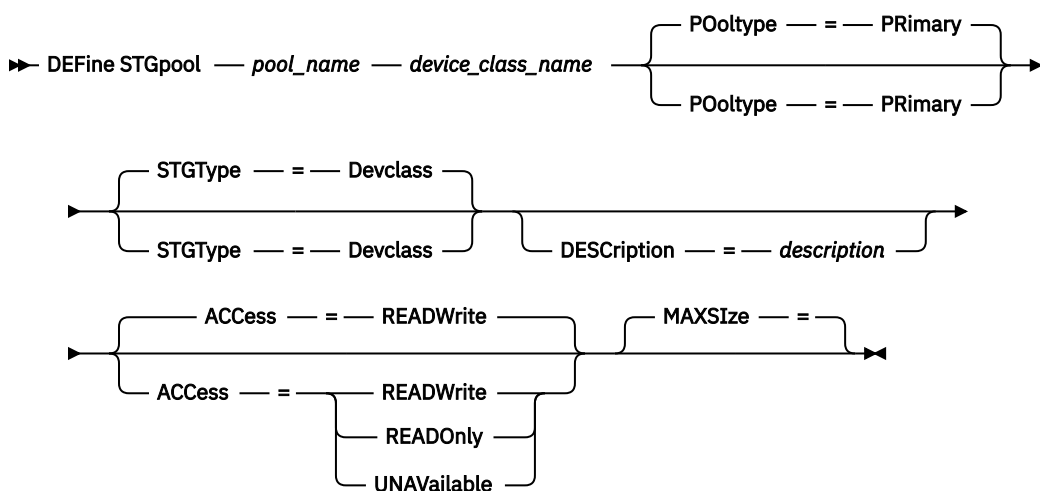 POoltype = PRimary
DEFine STGpool pool_name device_class_name
POoltype = PRimary
STGType = Devclass
STGType = Devclass
DESCription = description
ACCess = READWrite
MAXSIze =
ACCess = READWrite
READOnly
UNAVailable